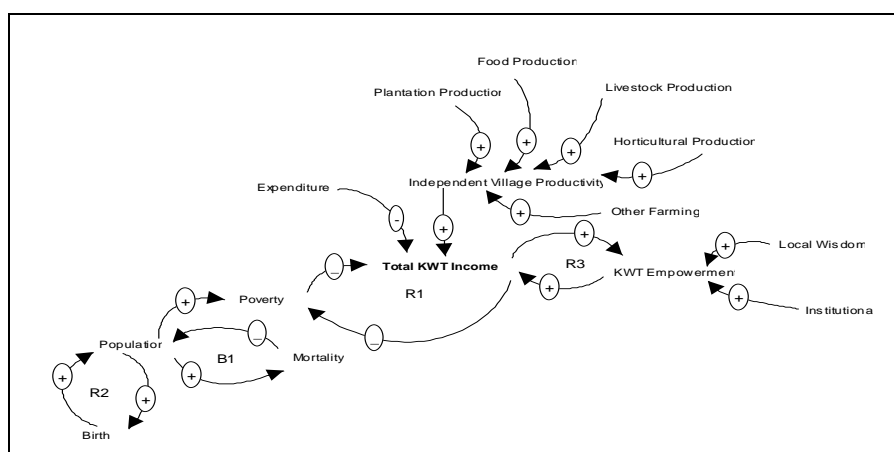 Food Production
Plantation Production
Livestock Production
+
+
+
Horticultural Production
+
Independent Village Productivity
Expenditure
Other Farming
+
-
+
+
Local Wisdom
+
Total KWT Income
R3
KWT Empowerment
–
R1
+
+
Institutiona
Poverty
+
–
–
Population
B1
Mortality
+
+
R2
+
Birth